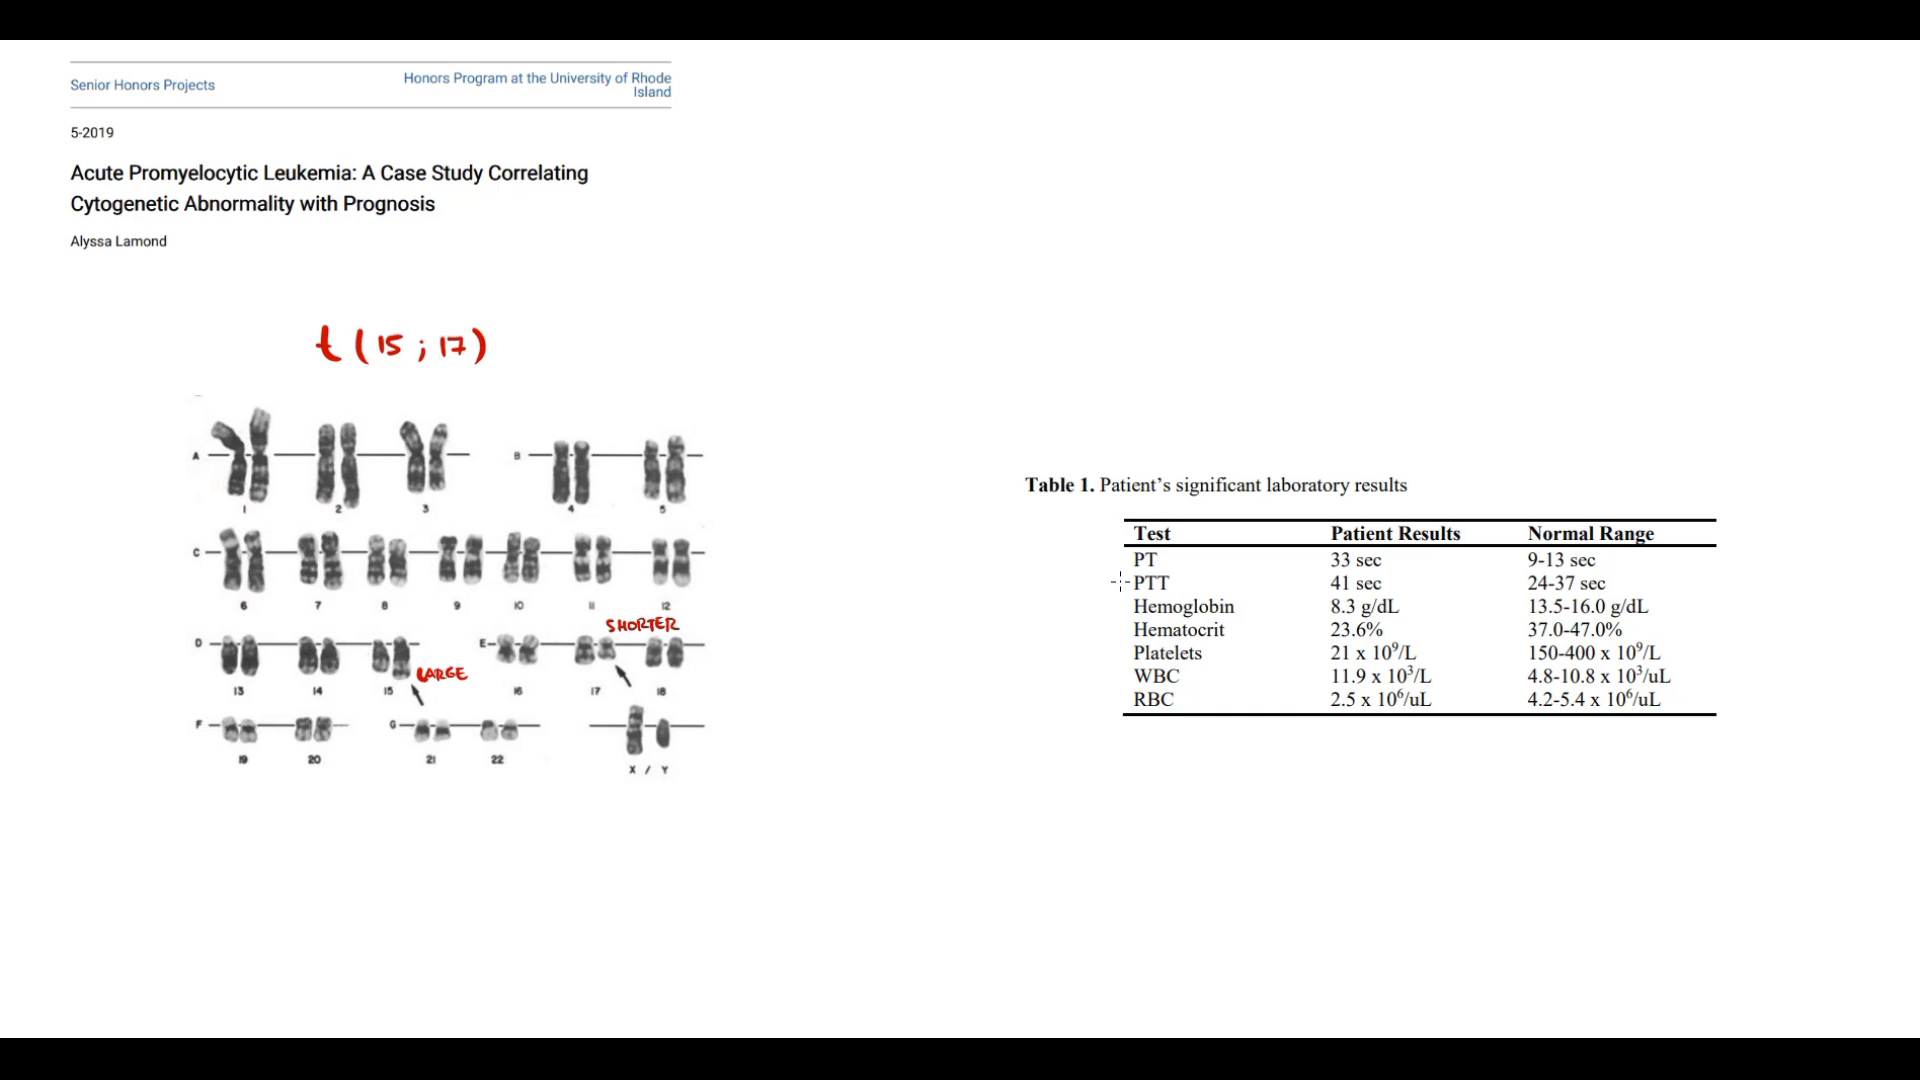 Senior Honors Projects
Honors Program at the University of Rhode
Island
5-2019
Acute Promyelocytic Leukemia: A Case Study Correlating
Cytogenetic Abnormality with Prognosis
Alyssa Lamond
t (15 ; 17)
A B
1 2 3 4 5
C
6 7 8 9 10 11 12
SHORTER
D E
LARGE
13 14 15 16 17 18
F G
19 20 21 22 X / Y
Table 1. Patient's significant laboratory results
Test Patient Results Normal Range
PT 33 sec 9-13 sec
PTT 41 sec 24-37 sec
Hemoglobin 8.3 g/dL 13.5-16.0 g/dL
Hematocrit 23.6% 37.0-47.0%
Platelets 21 x 10⁹/L 150-400 x 10⁹/L
WBC 11.9 x 10³/L 4.8-10.8 x 10³/uL
RBC 2.5 x 10⁶/uL 4.2-5.4 x 10⁶/uL